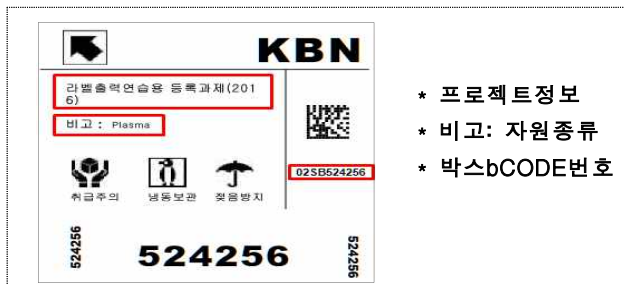 KBN
라벨출력연습용 등록과제(201
6)
비고 : Plasma
02SB524256
취급주의 냉동보관 젖음방지
524256
524256
524256
* 프로젝트정보
* 비고: 자원종류
* 박스bCODE번호